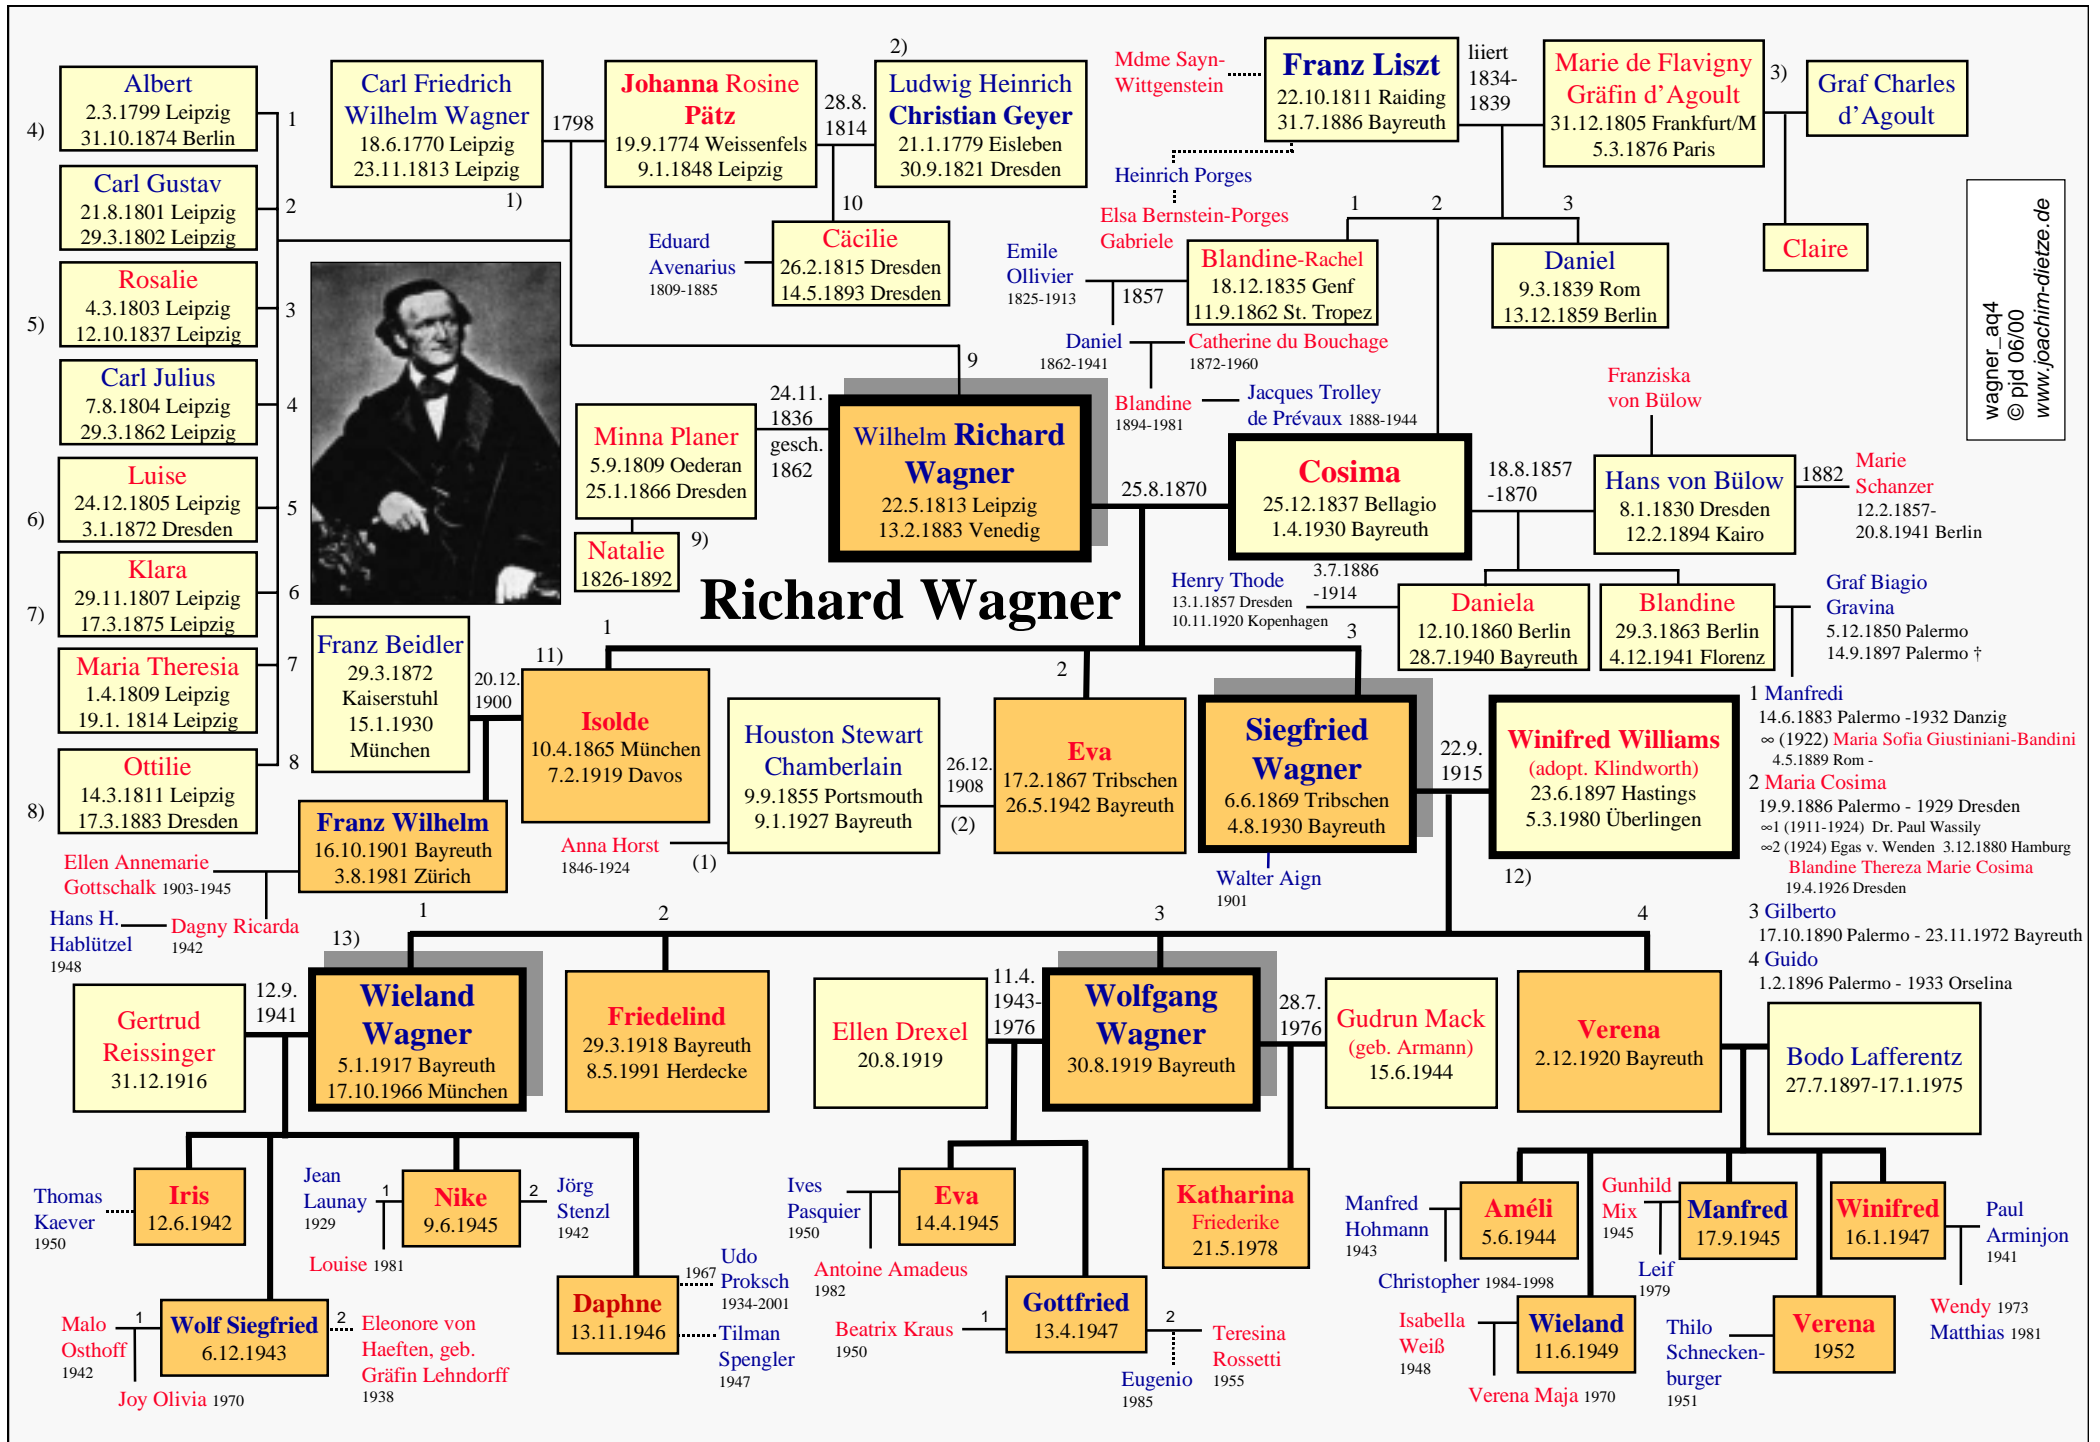 4)
Albert
2.3.1799 Leipzig
31.10.1874 Berlin
1
Carl Gustav
21.8.1801 Leipzig
29.3.1802 Leipzig
2
5)
Rosalie
4.3.1803 Leipzig
12.10.1837 Leipzig
3
Carl Julius
7.8.1804 Leipzig
29.3.1862 Leipzig
4
6)
Luise
24.12.1805 Leipzig
3.1.1872 Dresden
5
7)
Klara
29.11.1807 Leipzig
17.3.1875 Leipzig
6
Maria Theresia
1.4.1809 Leipzig
19.1. 1814 Leipzig
7
8)
Ottilie
14.3.1811 Leipzig
17.3.1883 Dresden
8
Carl Friedrich
Wilhelm Wagner
18.6.1770 Leipzig
23.11.1813 Leipzig
1)
1798
Johanna Rosine
Pätz
19.9.1774 Weissenfels
9.1.1848 Leipzig
28.8.
1814
2)
Ludwig Heinrich
Christian Geyer
21.1.1779 Eisleben
30.9.1821 Dresden
10
Eduard
Avenarius
1809-1885
Cäcilie
26.2.1815 Dresden
14.5.1893 Dresden
Mdme Sayn-
Wittgenstein
Franz Liszt
22.10.1811 Raiding
31.7.1886 Bayreuth
liiert
1834-
1839
Marie de Flavigny
Gräfin d'Agoult
31.12.1805 Frankfurt/M
5.3.1876 Paris
3)
Graf Charles
d'Agoult
Claire
Heinrich Porges
Elsa Bernstein-Porges
Gabriele
1
2
3
Emile
Ollivier
1825-1913
1857
Blandine-Rachel
18.12.1835 Genf
11.9.1862 St. Tropez
Daniel
9.3.1839 Rom
13.12.1859 Berlin
Daniel
1862-1941
Catherine du Bouchage
1872-1960
Blandine
1894-1981
Jacques Trolley
de Prévaux 1888-1944
wagner_aq4
© pjd 06/00
www.joachim-dietze.de
9
Minna Planer
5.9.1809 Oederan
25.1.1866 Dresden
24.11.
1836
gesch.
1862
Natalie
1826-1892
9)
Wilhelm Richard
Wagner
22.5.1813 Leipzig
13.2.1883 Venedig
25.8.1870
Cosima
25.12.1837 Bellagio
1.4.1930 Bayreuth
18.8.1857
-1870
Franziska
von Bülow
Hans von Bülow
8.1.1830 Dresden
12.2.1894 Kairo
1882
Marie
Schanzer
12.2.1857-
20.8.1941 Berlin
Richard Wagner
Henry Thode
13.1.1857 Dresden
10.11.1920 Kopenhagen
3.7.1886
-1914
Daniela
12.10.1860 Berlin
28.7.1940 Bayreuth
Blandine
29.3.1863 Berlin
4.12.1941 Florenz
Graf Biagio
Gravina
5.12.1850 Palermo
14.9.1897 Palermo †
1 Manfredi
14.6.1883 Palermo -1932 Danzig
∞ (1922) Maria Sofia Giustiniani-Bandini
4.5.1889 Rom -
2 Maria Cosima
19.9.1886 Palermo - 1929 Dresden
∞1 (1911-1924) Dr. Paul Wassily
∞2 (1924) Egas v. Wenden 3.12.1880 Hamburg
Blandine Thereza Marie Cosima
19.4.1926 Dresden
3 Gilberto
17.10.1890 Palermo - 23.11.1972 Bayreuth
4 Guido
1.2.1896 Palermo - 1933 Orselina
1
2
3
Franz Beidler
29.3.1872
Kaiserstuhl
15.1.1930
München
20.12.
1900
11)
Isolde
10.4.1865 München
7.2.1919 Davos
Houston Stewart
Chamberlain
9.9.1855 Portsmouth
9.1.1927 Bayreuth
26.12.
1908
(2)
Anna Horst
1846-1924
(1)
Eva
17.2.1867 Tribschen
26.5.1942 Bayreuth
Siegfried
Wagner
6.6.1869 Tribschen
4.8.1930 Bayreuth
Walter Aign
1901
22.9.
1915
Winifred Williams
(adopt. Klindworth)
23.6.1897 Hastings
5.3.1980 Überlingen
12)
Franz Wilhelm
16.10.1901 Bayreuth
3.8.1981 Zürich
Ellen Annemarie
Gottschalk 1903-1945
Hans H.
Hablützel
1948
Dagny Ricarda
1942
1
2
3
4
13)
Gertrud
Reissinger
31.12.1916
12.9.
1941
Wieland
Wagner
5.1.1917 Bayreuth
17.10.1966 München
Friedelind
29.3.1918 Bayreuth
8.5.1991 Herdecke
Ellen Drexel
20.8.1919
11.4.
1943-
1976
Wolfgang
Wagner
30.8.1919 Bayreuth
28.7.
1976
Gudrun Mack
(geb. Armann)
15.6.1944
Verena
2.12.1920 Bayreuth
Bodo Lafferentz
27.7.1897-17.1.1975
Thomas
Kaever
1950
Iris
12.6.1942
Jean
Launay
1929
1
Louise 1981
Nike
9.6.1945
2
Jörg
Stenzl
1942
Malo
Osthoff
1942
1
Wolf Siegfried
6.12.1943
2
Eleonore von
Haeften, geb.
Gräfin Lehndorff
1938
Joy Olivia 1970
Daphne
13.11.1946
1967
Udo
Proksch
1934-2001
Tilman
Spengler
1947
Ives
Pasquier
1950
Eva
14.4.1945
Antoine Amadeus
1982
Beatrix Kraus
1950
1
Gottfried
13.4.1947
2
Teresina
Rossetti
1955
Eugenio
1985
Katharina
Friederike
21.5.1978
Manfred
Hohmann
1943
Améli
5.6.1944
Christopher 1984-1998
Gunhild
Mix
1945
Manfred
17.9.1945
Leif
1979
Winifred
16.1.1947
Paul
Arminjon
1941
Wendy 1973
Matthias 1981
Isabella
Weiß
1948
Wieland
11.6.1949
Verena Maja 1970
Thilo
Schnecken-
burger
1951
Verena
1952